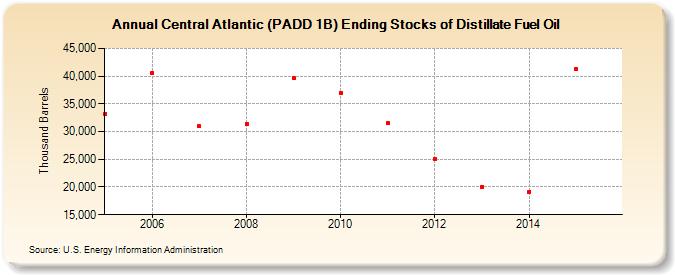 Annual Central Atlantic (PADD 1B) Ending Stocks of Distillate Fuel Oil
Thousand Barrels
45,000
40,000
35,000
30,000
25,000
20,000
15,000
2006 2008 2010 2012 2014
Source: U.S. Energy Information Administration